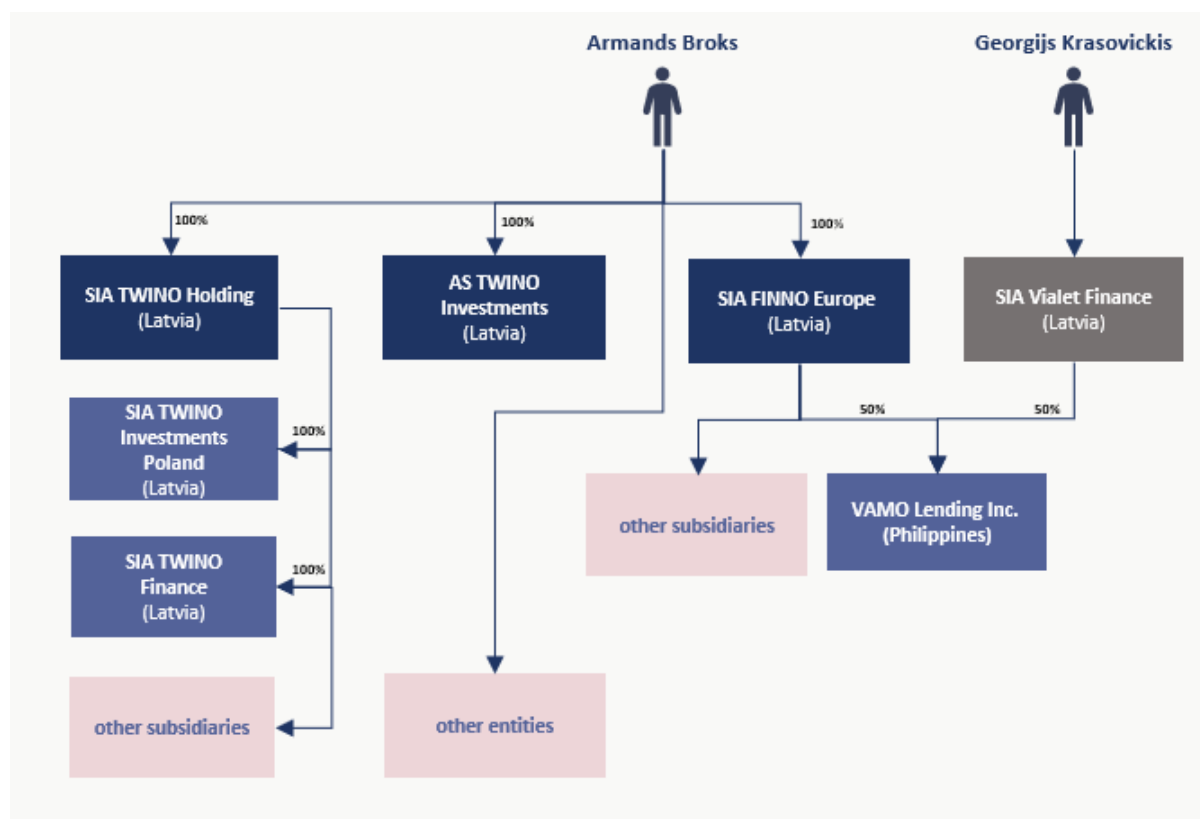 Armands Broks
Georgijs Krasovickis
100%
100%
100%
SIA TWINO Holding
(Latvia)
AS TWINO
Investments
(Latvia)
SIA FINNO Europe
(Latvia)
SIA Vialet Finance
(Latvia)
SIA TWINO
Investments
Poland
(Latvia)
100%
50%
50%
other subsidiaries
VAMO Lending Inc.
(Philippines)
SIA TWINO
Finance
(Latvia)
100%
other subsidiaries
other entities